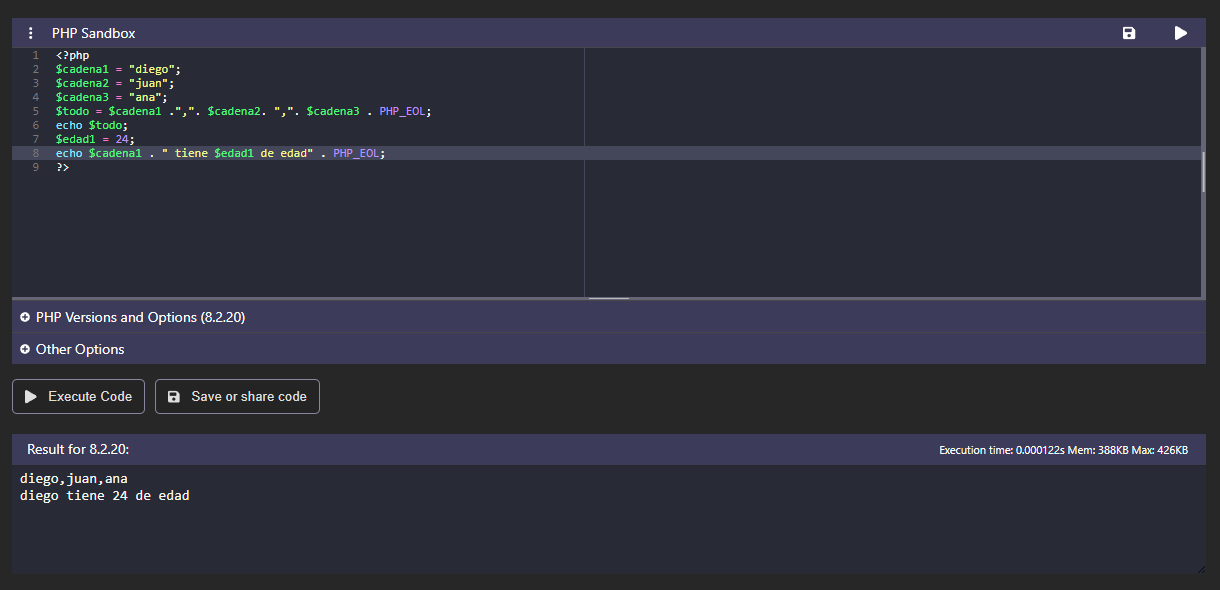 PHP Sandbox
1 <?php
2 $cadena1 = "diego";
3 $cadena2 = "juan";
4 $cadena3 = "ana";
5 $todo = $cadena1 .",". $cadena2. ",". $cadena3 . PHP_EOL;
6 echo $todo;
7 $edad1 = 24;
8 echo $cadena1 . " tiene $edad1 de edad" . PHP_EOL;
9 ?>
PHP Versions and Options (8.2.20)
Other Options
Execute Code Save or share code
Result for 8.2.20: Execution time: 0.000122s Mem: 388KB Max: 426KB
diego,juan,ana
diego tiene 24 de edad